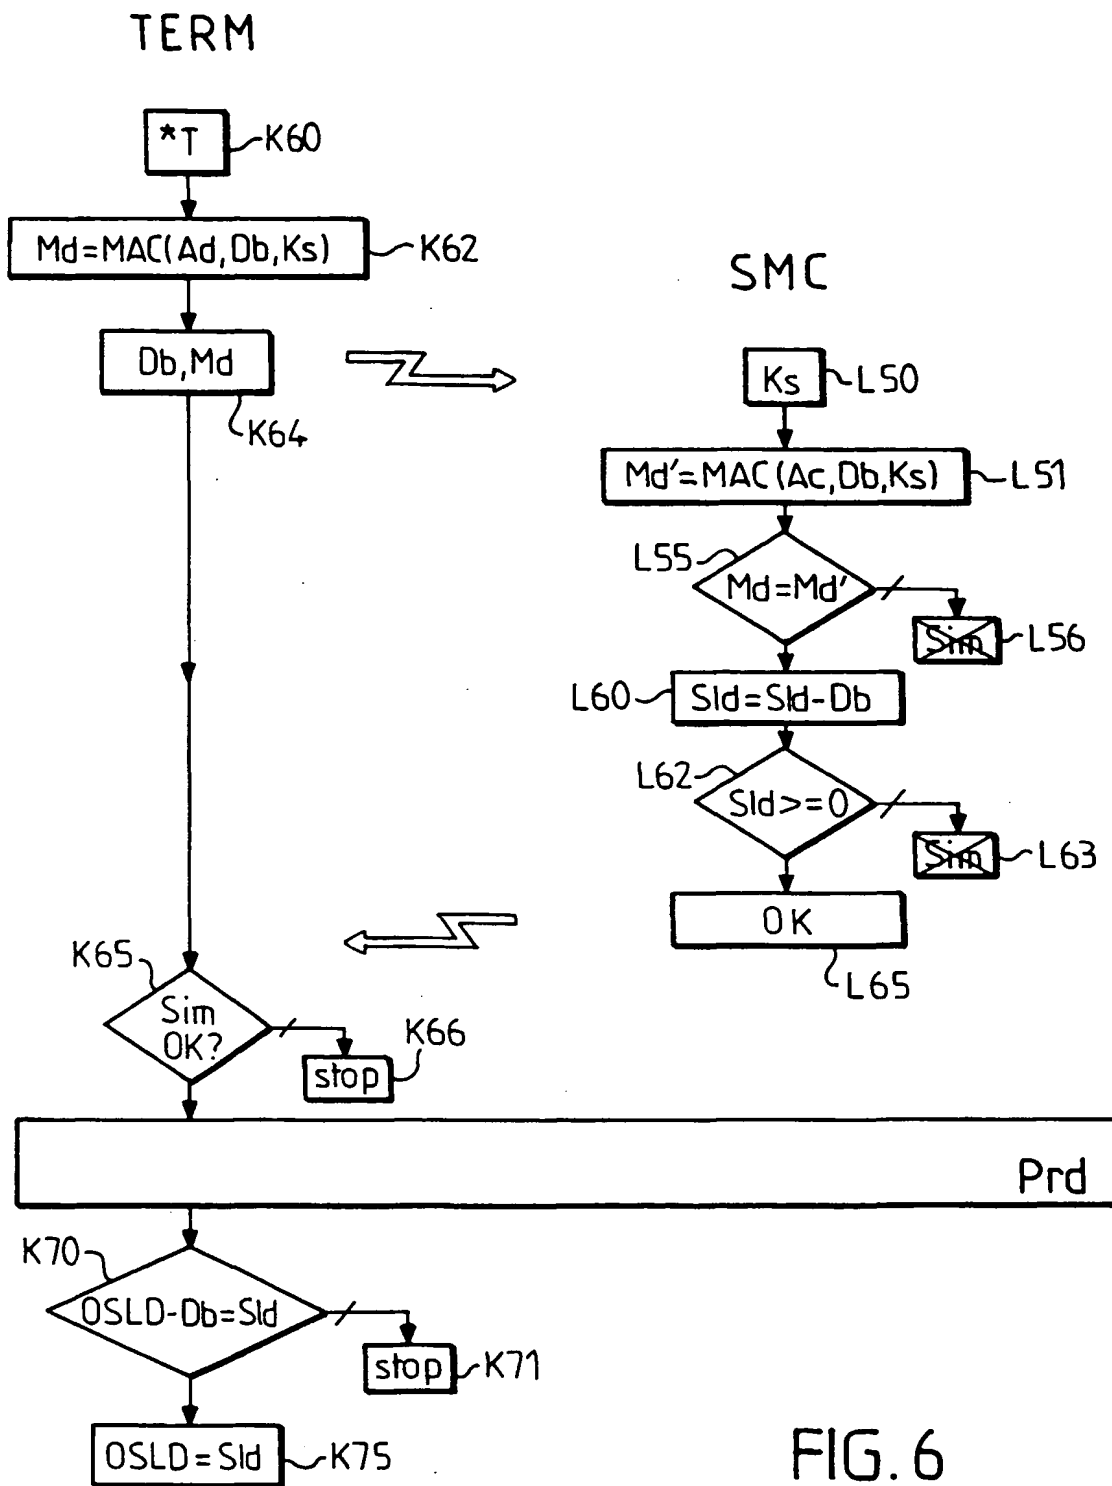 TERM
*T
K60
Md=MAC(Ad,Db,Ks)
K62
SMC
Db,Md
K64
Ks
L50
Md'=MAC(Ac,Db,Ks)
L51
L55
Md=Md'
Sim
L56
L60
Sld=Sld-Db
L62
Sld>=0
Sim
L63
OK
L65
K65
Sim
OK?
K66
stop
Prd
K70
OSLD-Db=Sld
stop
K71
OSLD=Sld
K75
FIG.6